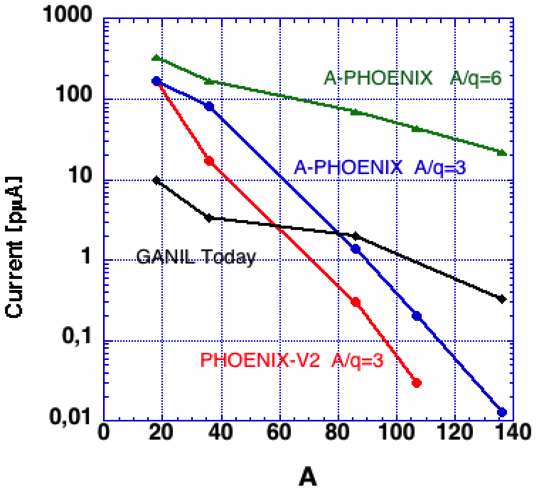 1000
A-PHOENIX A/q=6
100
A-PHOENIX A/q=3
10
Current [pµA]
1
GANIL Today
0,1
PHOENIX-V2 A/q=3
0,01
0 20 40 60 80 100 120 140
A